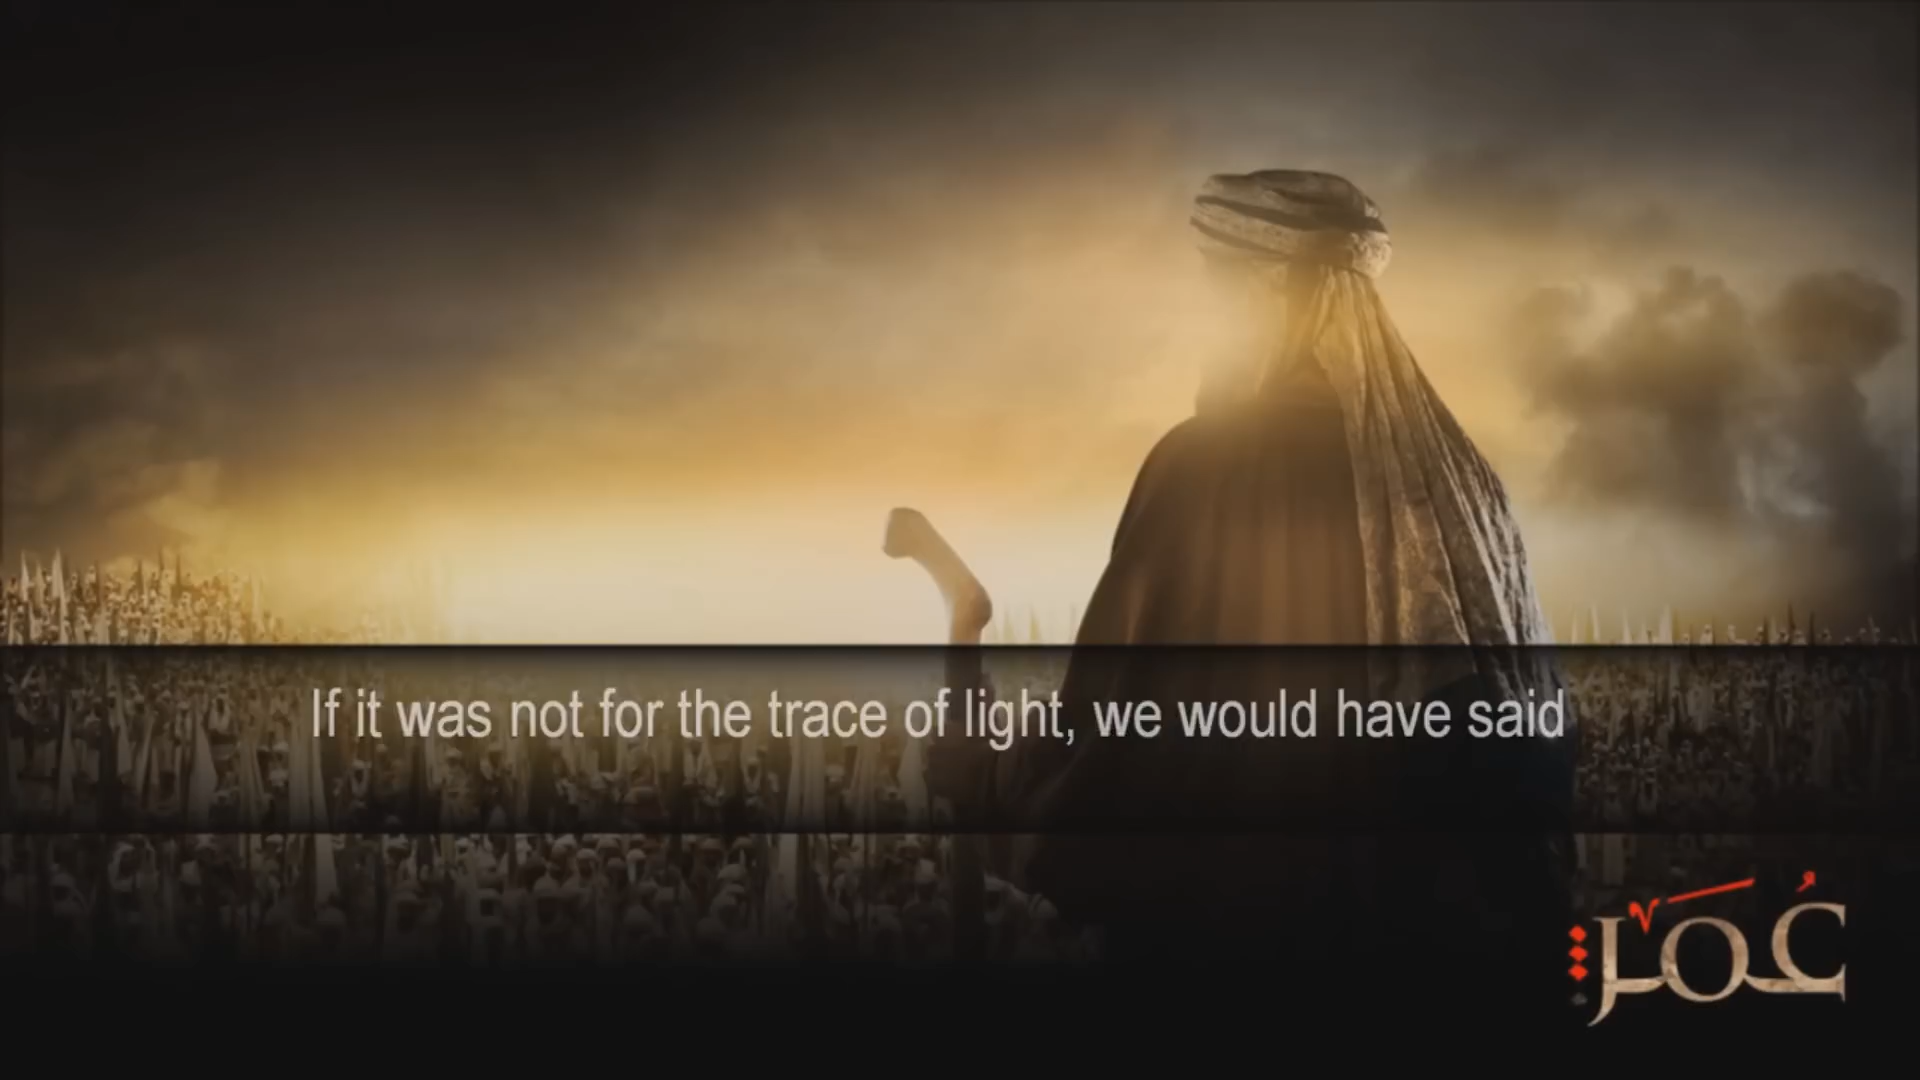 If it was not for the trace of light, we would have said
عُمَر